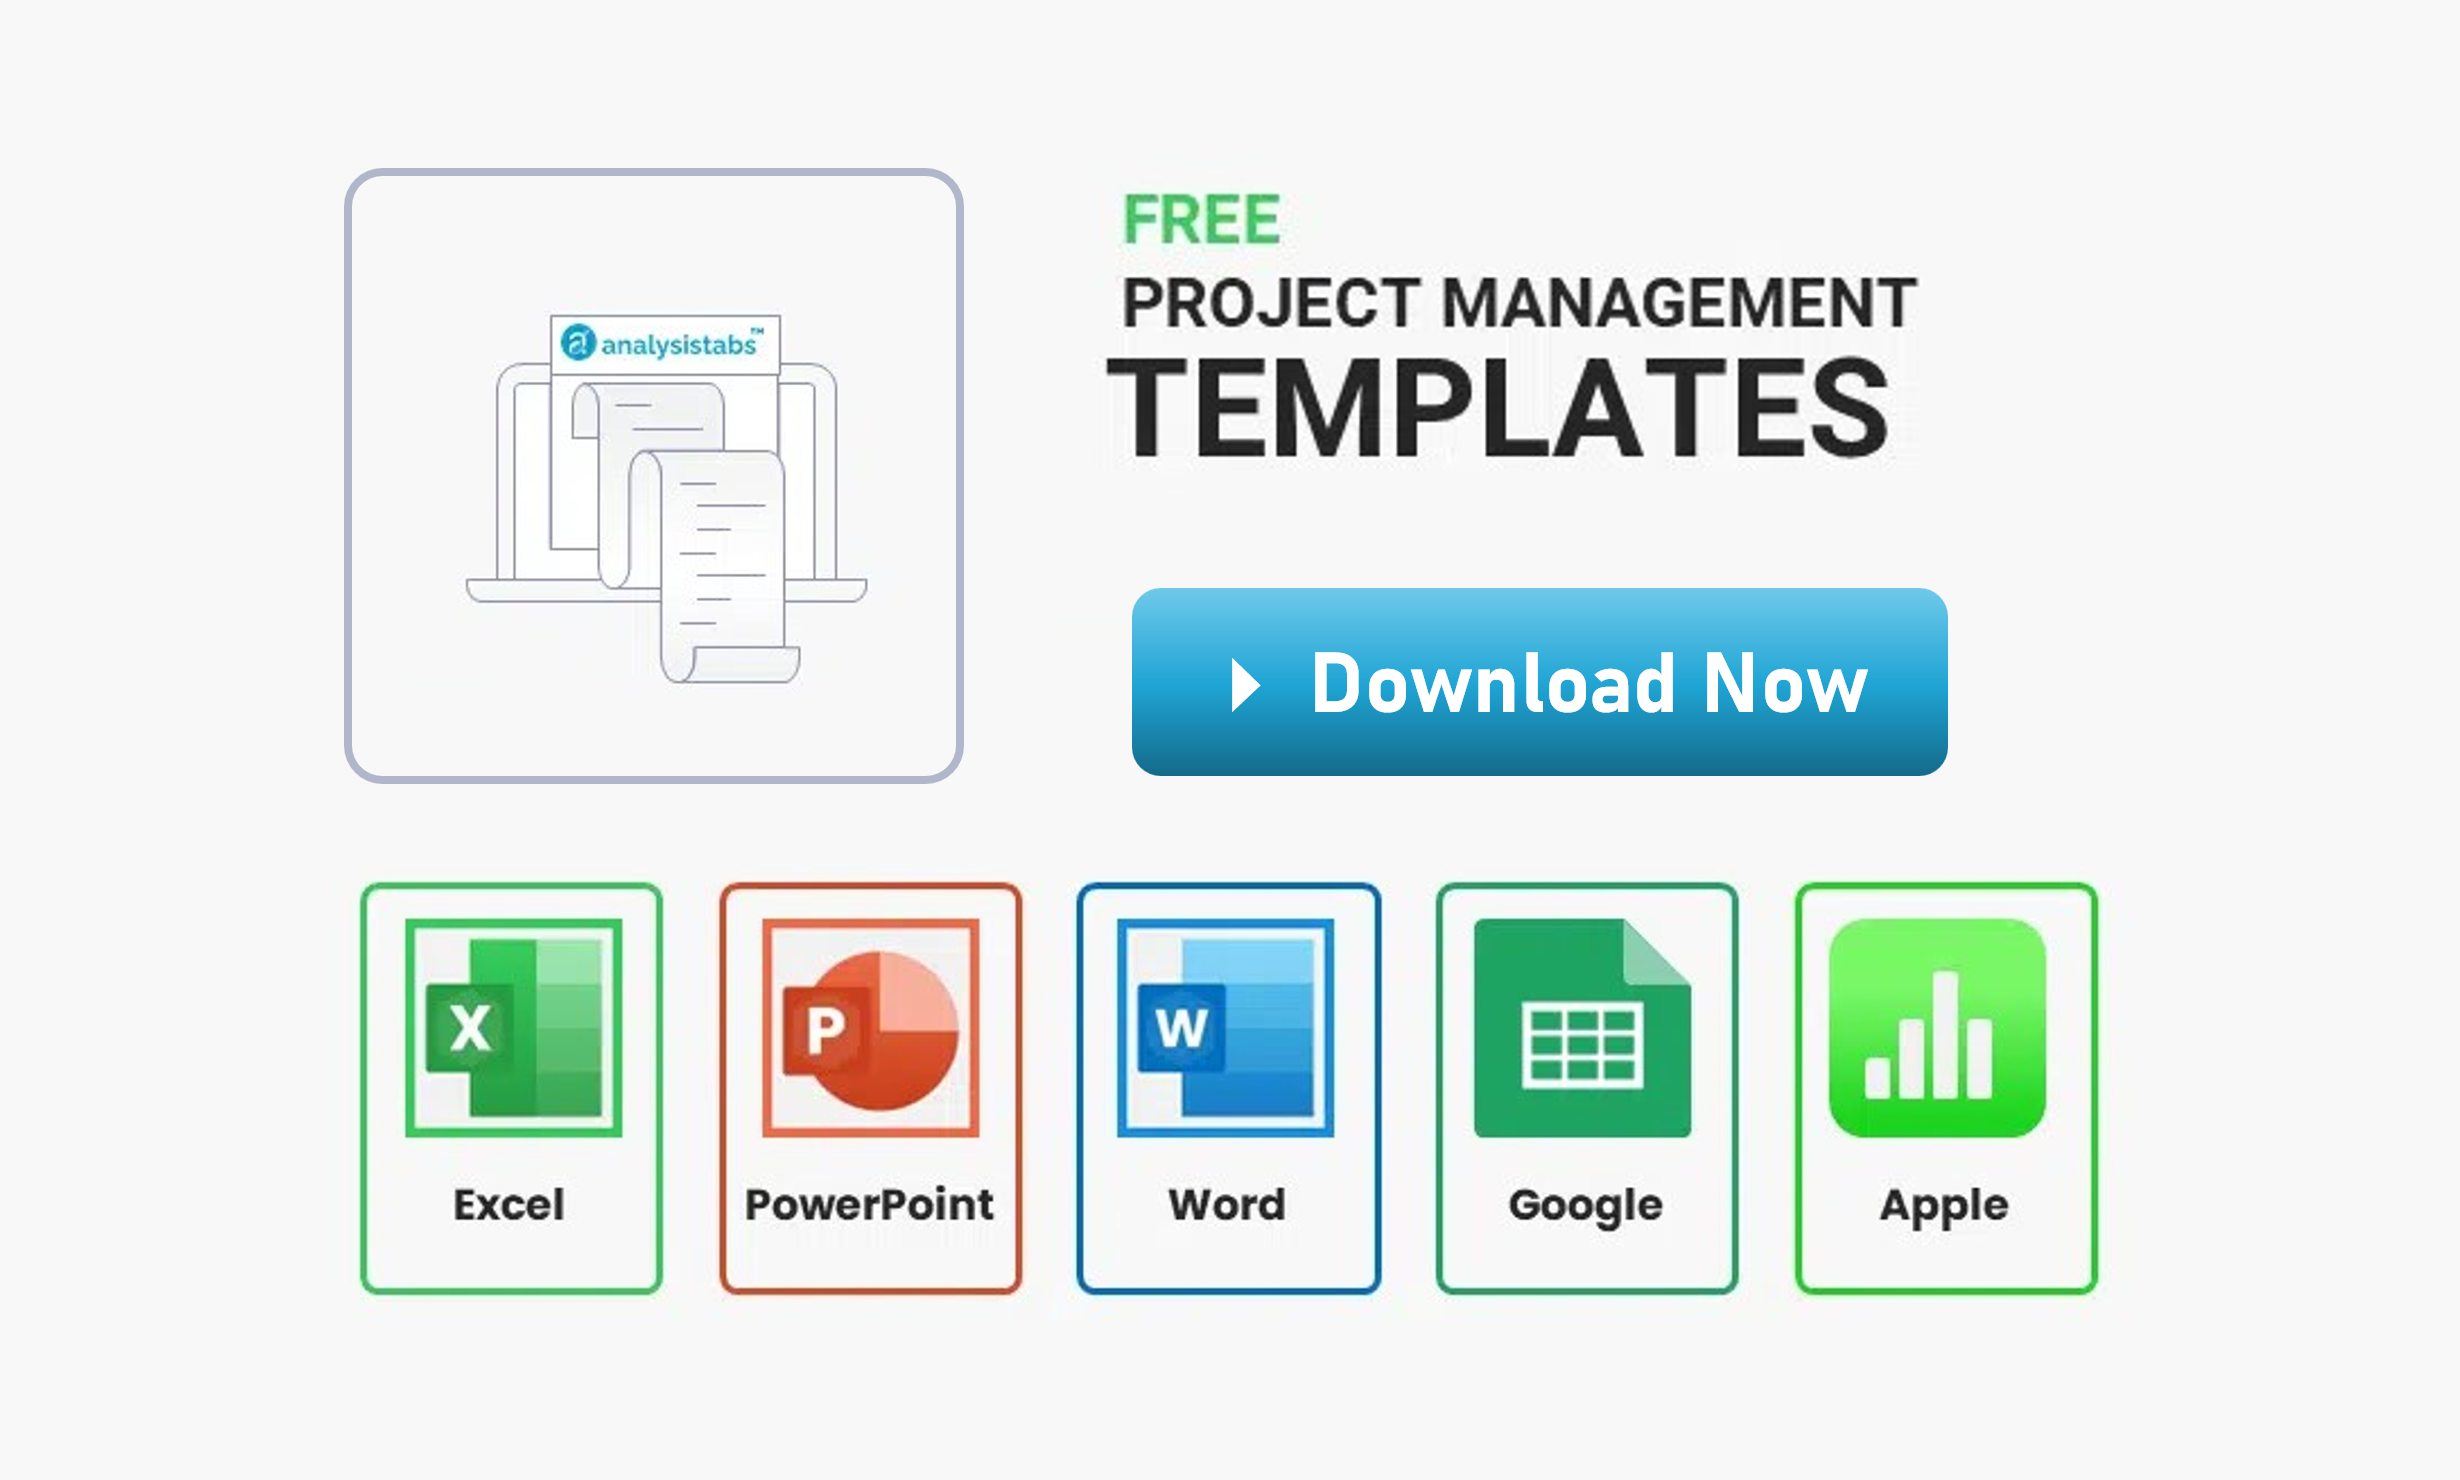 analysistabs™
FREE
PROJECT MANAGEMENT
TEMPLATES
Download Now
X
P
W
Excel
PowerPoint
Word
Google
Apple